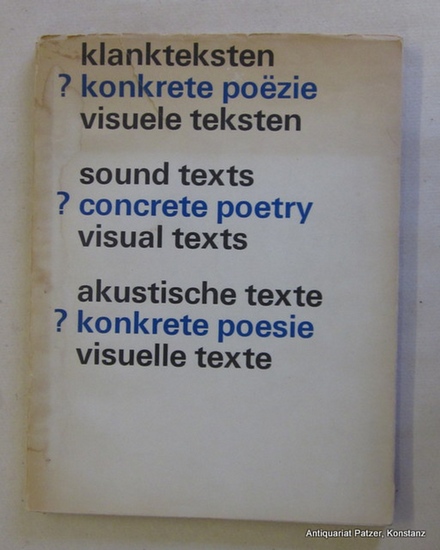 klankteksten
? konkrete poëzie
visuele teksten
sound texts
? concrete poetry
visual texts
akustische texte
? konkrete poesie
visuelle texte
Antiquariat Patzer, Konstanz